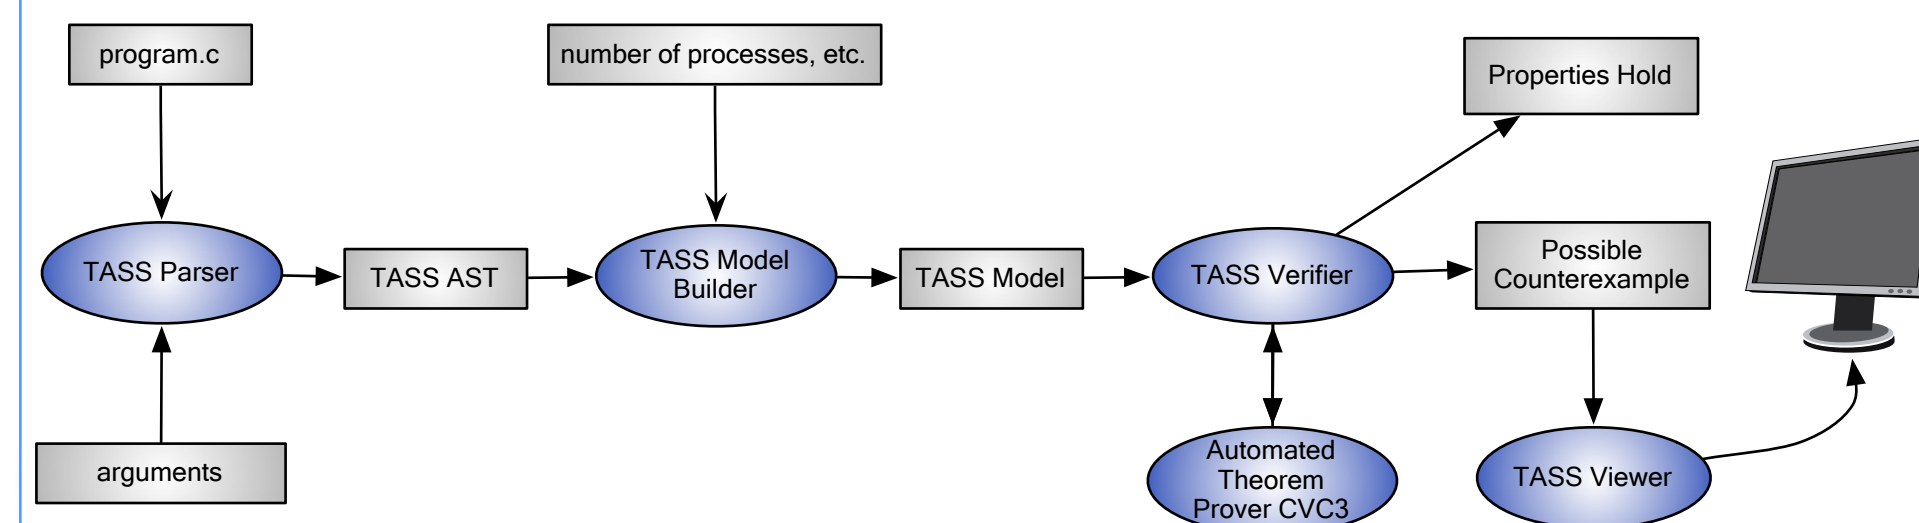 program.c
number of processes, etc.
Properties Hold
TASS Parser
TASS AST
TASS Model
Builder
TASS Model
TASS Verifier
Possible
Counterexample
arguments
Automated
Theorem
Prover CVC3
TASS Viewer